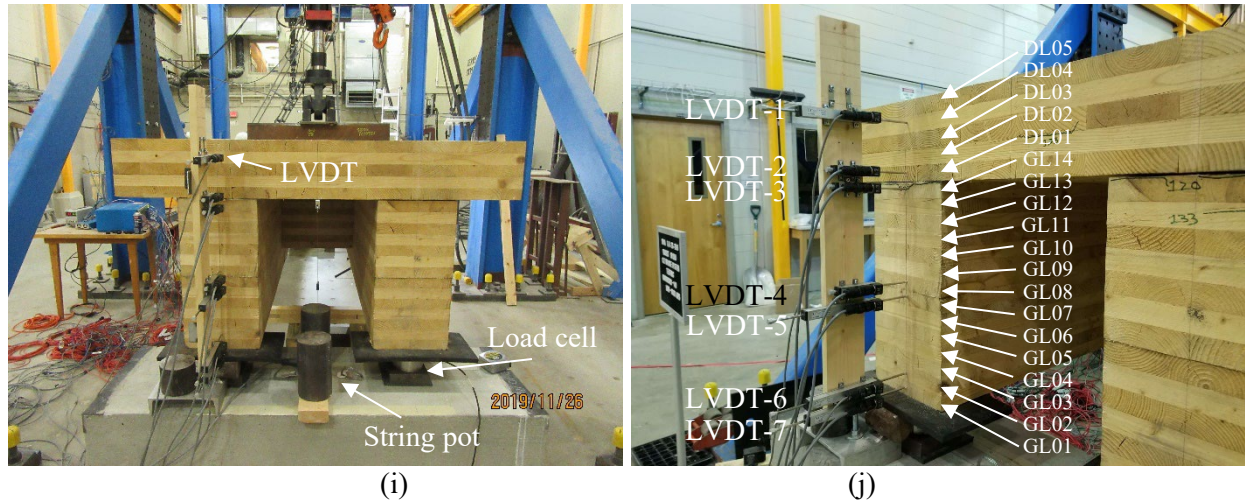 LVDT
Load cell
2019/11/26
String pot
(i)
LVDT-1
LVDT-2
LVDT-3
LVDT-4
LVDT-5
LVDT-6
LVDT-7
DL05
DL04
DL03
DL02
DL01
GL14
GL13
GL12
GL11
GL10
GL09
GL08
GL07
GL06
GL05
GL04
GL03
GL02
GL01
120
133
(j)